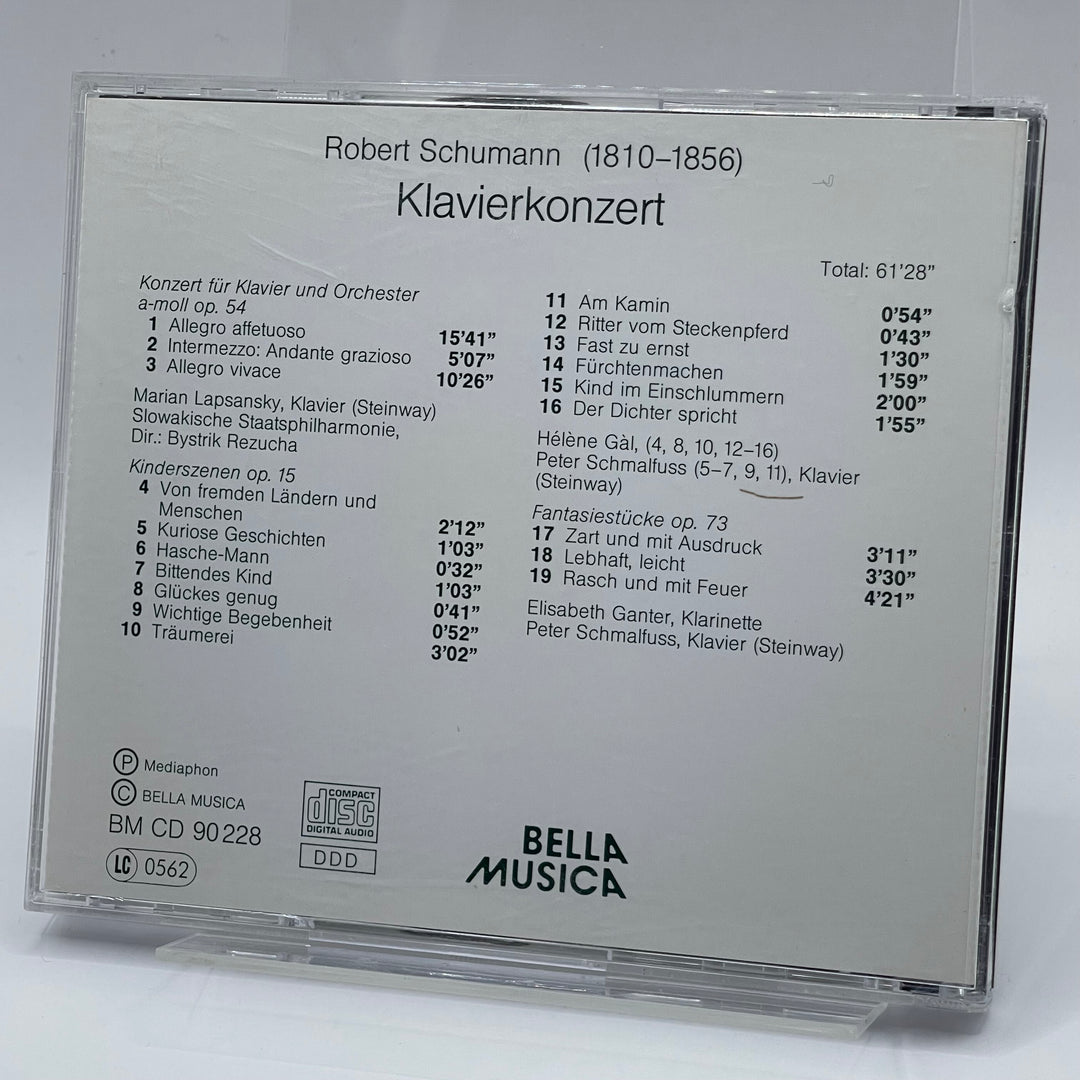 Robert Schumann (1810–1856)
Klavierkonzert
Total: 61’28”
Konzert für Klavier und Orchester
a-moll op. 54
1 Allegro affetuoso 15’41”
2 Intermezzo: Andante grazioso 5’07”
3 Allegro vivace 10’26”
Marian Lapsansky, Klavier (Steinway)
Slowakische Staatsphilharmonie,
Dir.: Bystrik Rezucha
Kinderszenen op. 15
4 Von fremden Ländern und
Menschen 2’12”
5 Kuriose Geschichten 1’03”
6 Hasche-Mann 0’32”
7 Bittendes Kind 1’03”
8 Glückes genug 0’41”
9 Wichtige Begebenheit 0’52”
10 Träumerei 3’02”
11 Am Kamin 0’54”
12 Ritter vom Steckenpferd 0’43”
13 Fast zu ernst 1’30”
14 Fürchtenmachen 1’59”
15 Kind im Einschlummern 2’00”
16 Der Dichter spricht 1’55”
Hélène Gàl, (4, 8, 10, 12–16)
Peter Schmalfuss (5–7, 9, 11), Klavier
(Steinway)
Fantasiestücke op. 73
17 Zart und mit Ausdruck 3’11”
18 Lebhaft, leicht 3’30”
19 Rasch und mit Feuer 4’21”
Elisabeth Ganter, Klarinette
Peter Schmalfuss, Klavier (Steinway)
Ⓟ Mediaphon
Ⓒ BELLA MUSICA
BM CD 90228
LC 0562
COMPACT
disc
DIGITAL AUDIO
DDD
BELLA
MUSICA